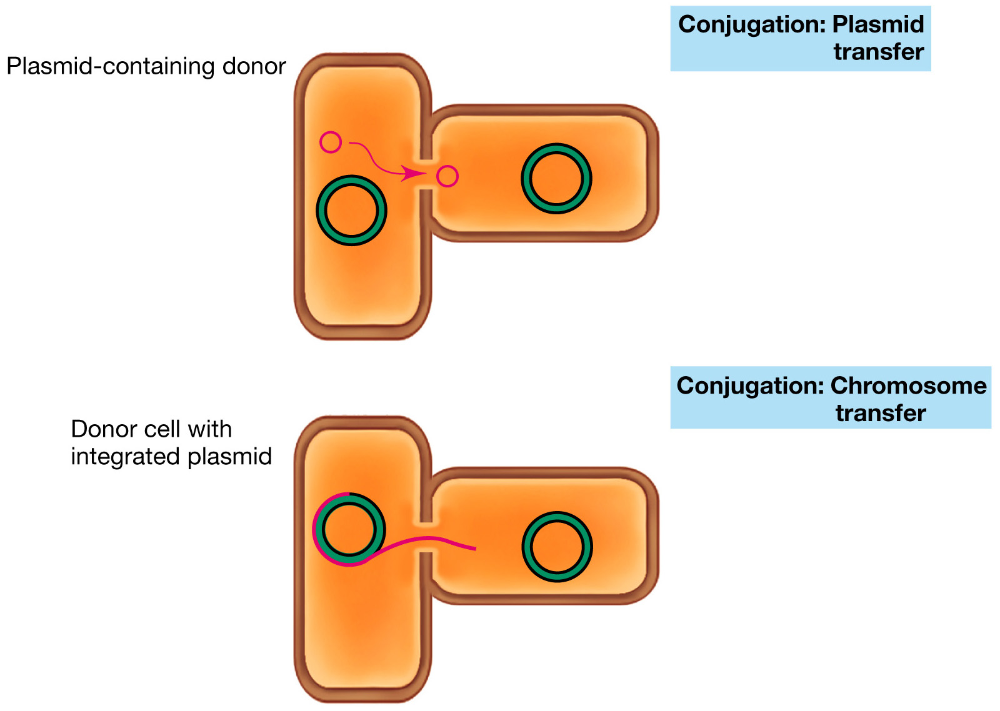 Conjugation: Plasmid
transfer
Plasmid-containing donor
Conjugation: Chromosome
transfer
Donor cell with
integrated plasmid